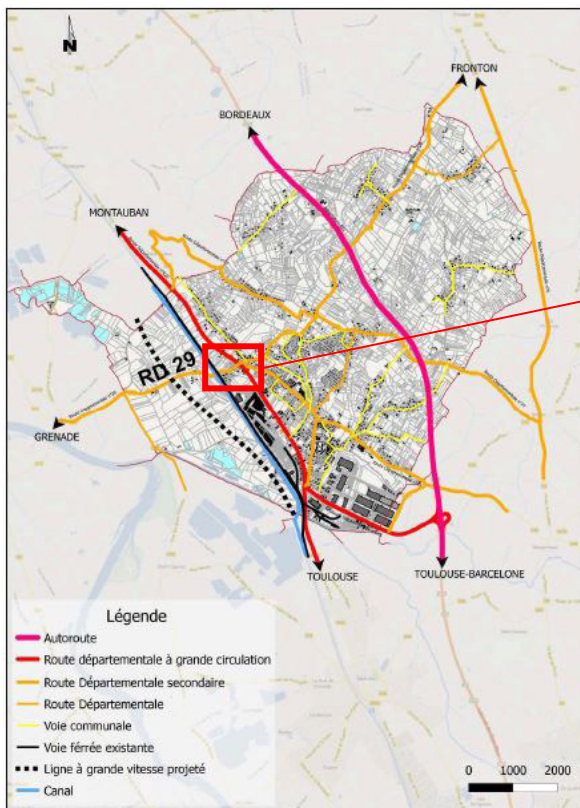 N
FRONTON
BORDEAUX
MONTAUBAN
RD 29
GRENADE
TOULOUSE
TOULOUSE-BARCELONE
Légende
Autoroute
Route départementale à grande circulation
Route Départementale secondaire
Route Départementale
Voie communale
Voie férrée existante
Ligne à grande vitesse projeté
Canal
0 1000 2000